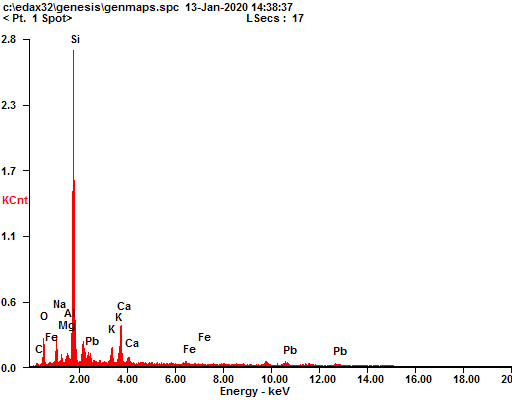 c:\edax32\genesis\genmaps.spc 13-Jan-2020 14:38:37
< Pt. 1 Spot> LSecs : 17
2.8
Si
2.3
1.7
KCnt
1.1
0.6
Na
Ca
O
A
K
Mg
K
Fe
Fe
C
Pb
Ca
Fe
Pb
Pb
0.0
2.00 4.00 6.00 8.00 10.00 12.00 14.00 16.00 18.00 20
Energy - keV